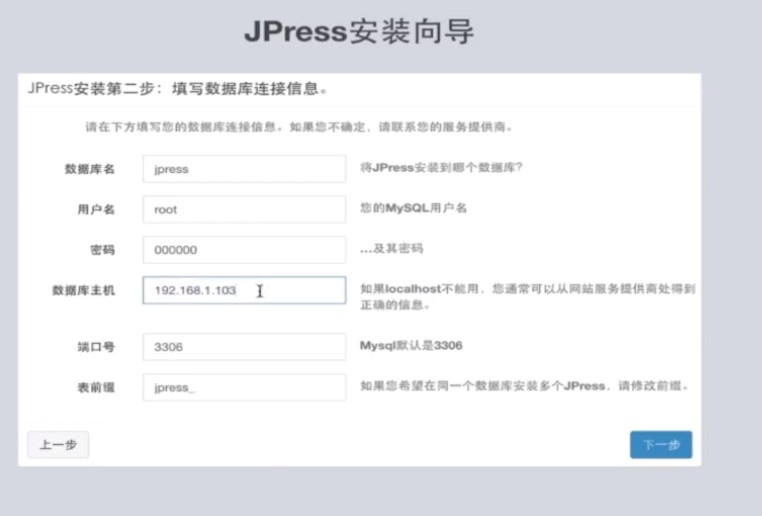 JPress安装向导
JPress安装第二步：填写数据库连接信息。
请在下方填写您的数据库连接信息。如果您不确定，请联系您的服务提供商。
数据库名 jpress 将JPress安装到哪个数据库?
用户名 root 您的MySQL用户名
密码 000000 ...及其密码
数据库主机 192.168.1.103 如果localhost不能用，您通常可以从网站服务提供商处得到
正确的信息。
端口号 3306 Mysql默认是3306
表前缀 jpress_ 如果您希望在同一个数据库安装多个JPress，请修改前缀。
上一步 下一步